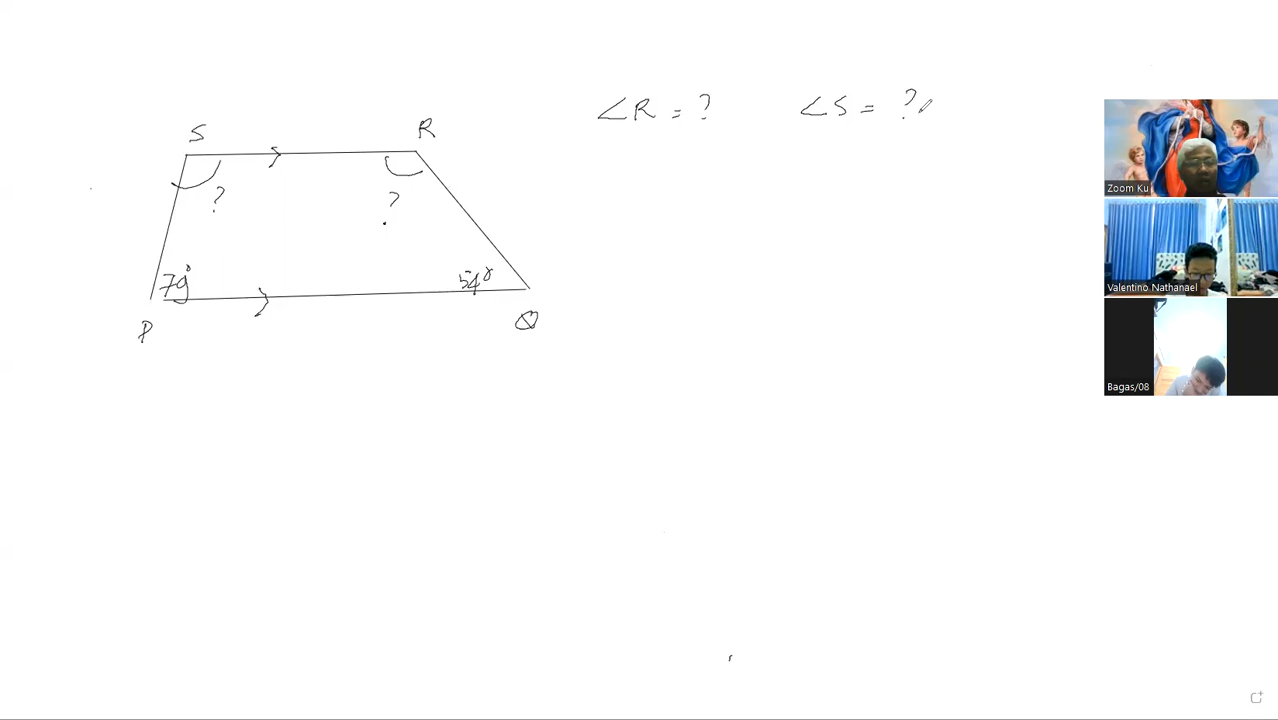 ∠R = ? ∠S = ?
S R
? ?
79° 54°
P Q
Zoom Ku
Valentino Nathanael
Bagas/08